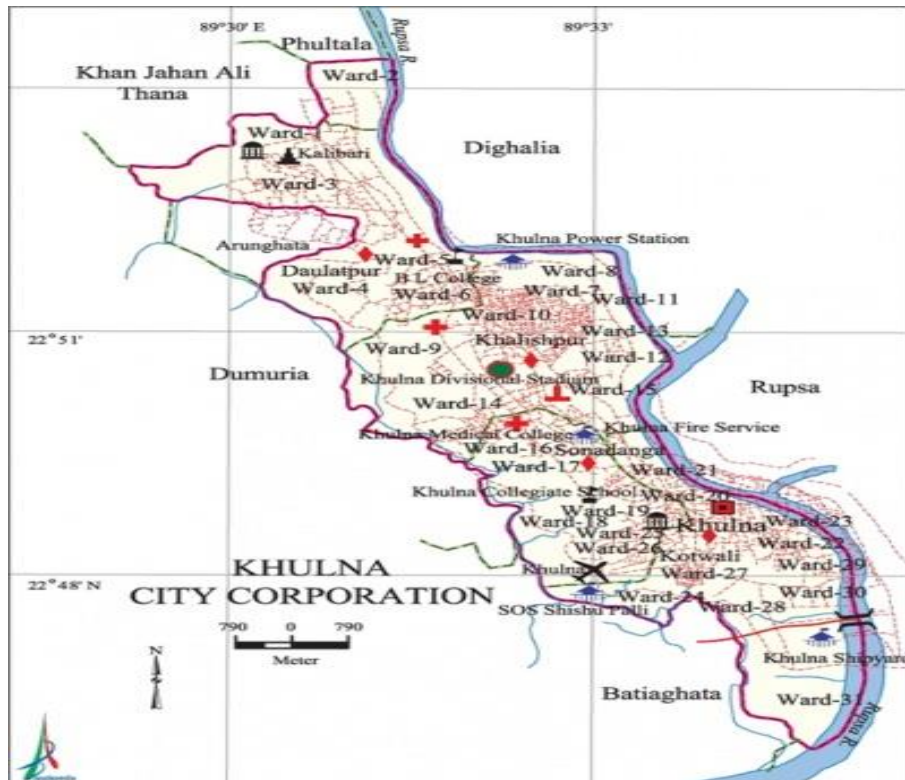 89°30' E
89°33'
Phultala
Rupsa R.
Ward-2
Khan Jahan Ali
Thana
Ward-
Dighalia
Kalibari
Ward-3
Arunghata
Khulna Power Station
Ward-5
Daulatpur
Ward-8
B L College
Ward-4
Ward-6
Ward-7
Ward-11
Ward-10
22°51'
Ward-13
Khalishpur
Ward-9
Ward-12
Dumuria
Khulna Divisional Stadium
Rupsa
Ward-15
Ward-14
Khulna Fire Service
Khulna Medical College
Ward-16
Sonadanga
Ward-17
Ward-21
Khulna Collegiate School
Ward-20
Ward-19
Ward-18
Khulna
Ward-23
Ward-25
Ward-22
Ward-26
Kotwali
Ward-29
KHULNA
Khulna
Ward-27
22°48' N
CITY CORPORATION
Ward-24
Ward-30
SOS Shishu Palli
Ward-28
790 0 790
Meter
N
Khulna Shipyard
Batiaghata
Ward-31
Rupsa R.